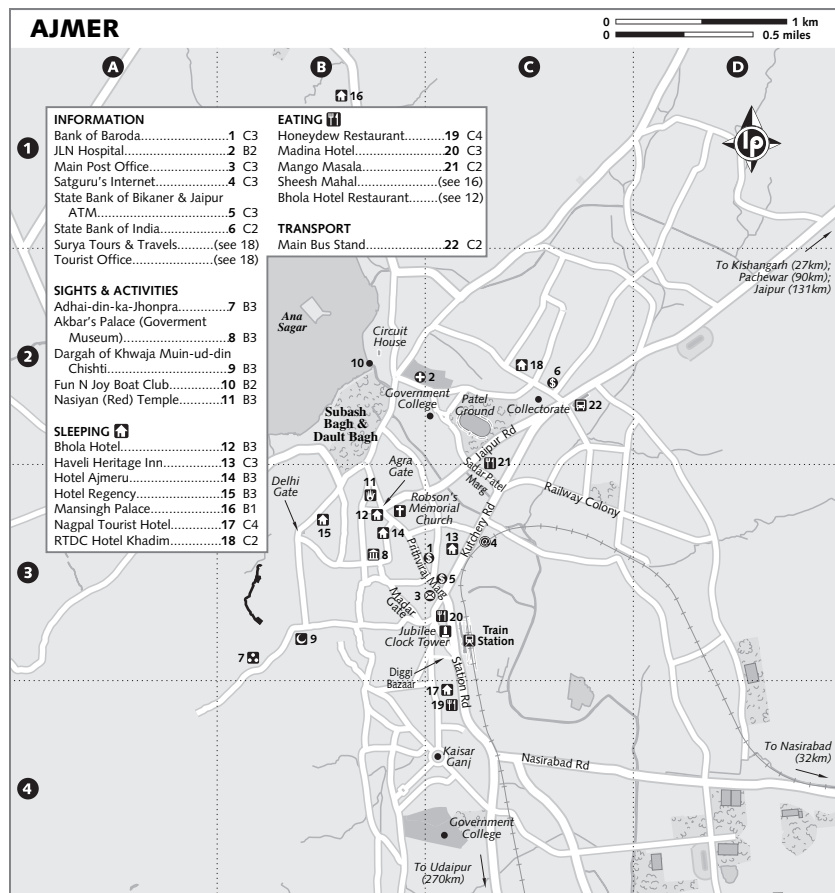 AJMER
0 1 km
0 0.5 miles
A B C D
1
2
3
4
16
INFORMATION
Bank of Baroda..........................1 C3
JLN Hospital..............................2 B2
Main Post Office.......................3 C3
Satguru's Internet.....................4 C3
State Bank of Bikaner & Jaipur
ATM.......................................5 C3
State Bank of India...................6 C2
Surya Tours & Travels.......(see 18)
Tourist Office.....................(see 18)
SIGHTS & ACTIVITIES
Adhai-din-ka-Jhonpra..............7 B3
Akbar's Palace (Goverment
Museum)...............................8 B3
Dargah of Khwaja Muin-ud-din
Chishti...................................9 B3
Fun N Joy Boat Club..............10 B2
Nasiyan (Red) Temple...........11 B3
SLEEPING
Bhola Hotel............................12 B3
Haveli Heritage Inn................13 C3
Hotel Ajmeru.........................14 B3
Hotel Regency.......................15 B3
Mansingh Palace...................16 B1
Nagpal Tourist Hotel..............17 C4
RTDC Hotel Khadim..............18 C2
EATING
Honeydew Restaurant...........19 C4
Madina Hotel.........................20 C3
Mango Masala.......................21 C2
Sheesh Mahal....................(see 16)
Bhola Hotel Restaurant.......(see 12)
TRANSPORT
Main Bus Stand.....................22 C2
lp
To Kishangarh (27km);
Pachewar (90km);
Jaipur (131km)
Ana
Sagar
Circuit
House
10
2
18
6
22
Government
College
Patel
Ground
Collectorate
Subash
Bagh &
Dault Bagh
Jaipur Rd
21
Sadar Patel
Marg
Agra
Gate
Delhi
Gate
11
12
Robson's
Memorial
Church
Railway Colony
15
14
13
Kutchery Rd
4
8
1
Prithviraj Marg
5
3
Madar
Gate
20
Jubilee
Clock Tower
Train
Station
9
7
Diggi
Bazaar
Station Rd
17
19
Kaisar
Ganj
Nasirabad Rd
To Nasirabad
(32km)
Government
College
To Udaipur
(270km)